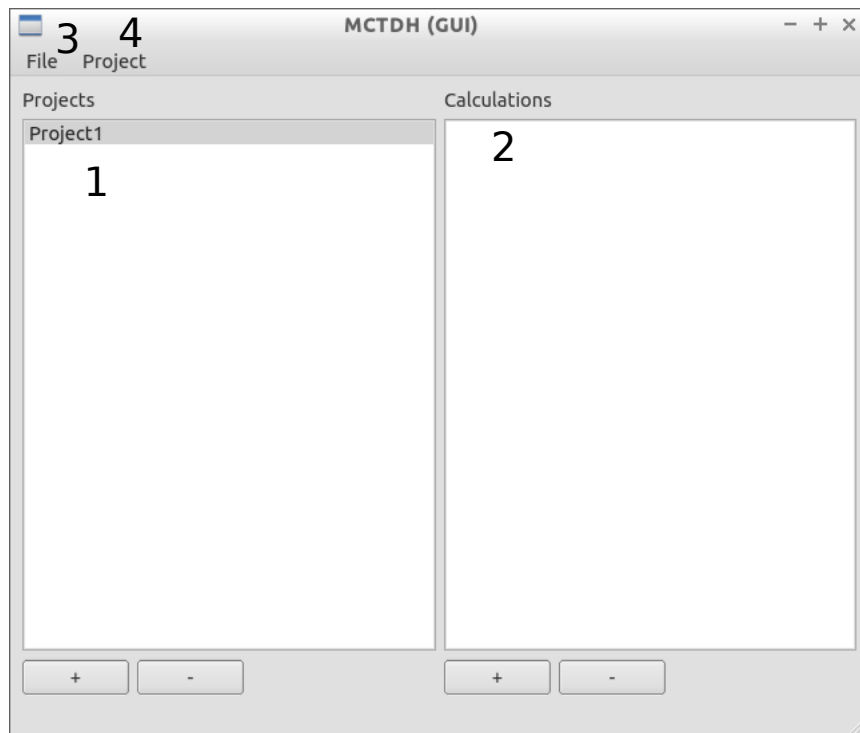 MCTDH (GUI)
3 4
File Project
Projects Calculations
Project1
1 2
+ - + -